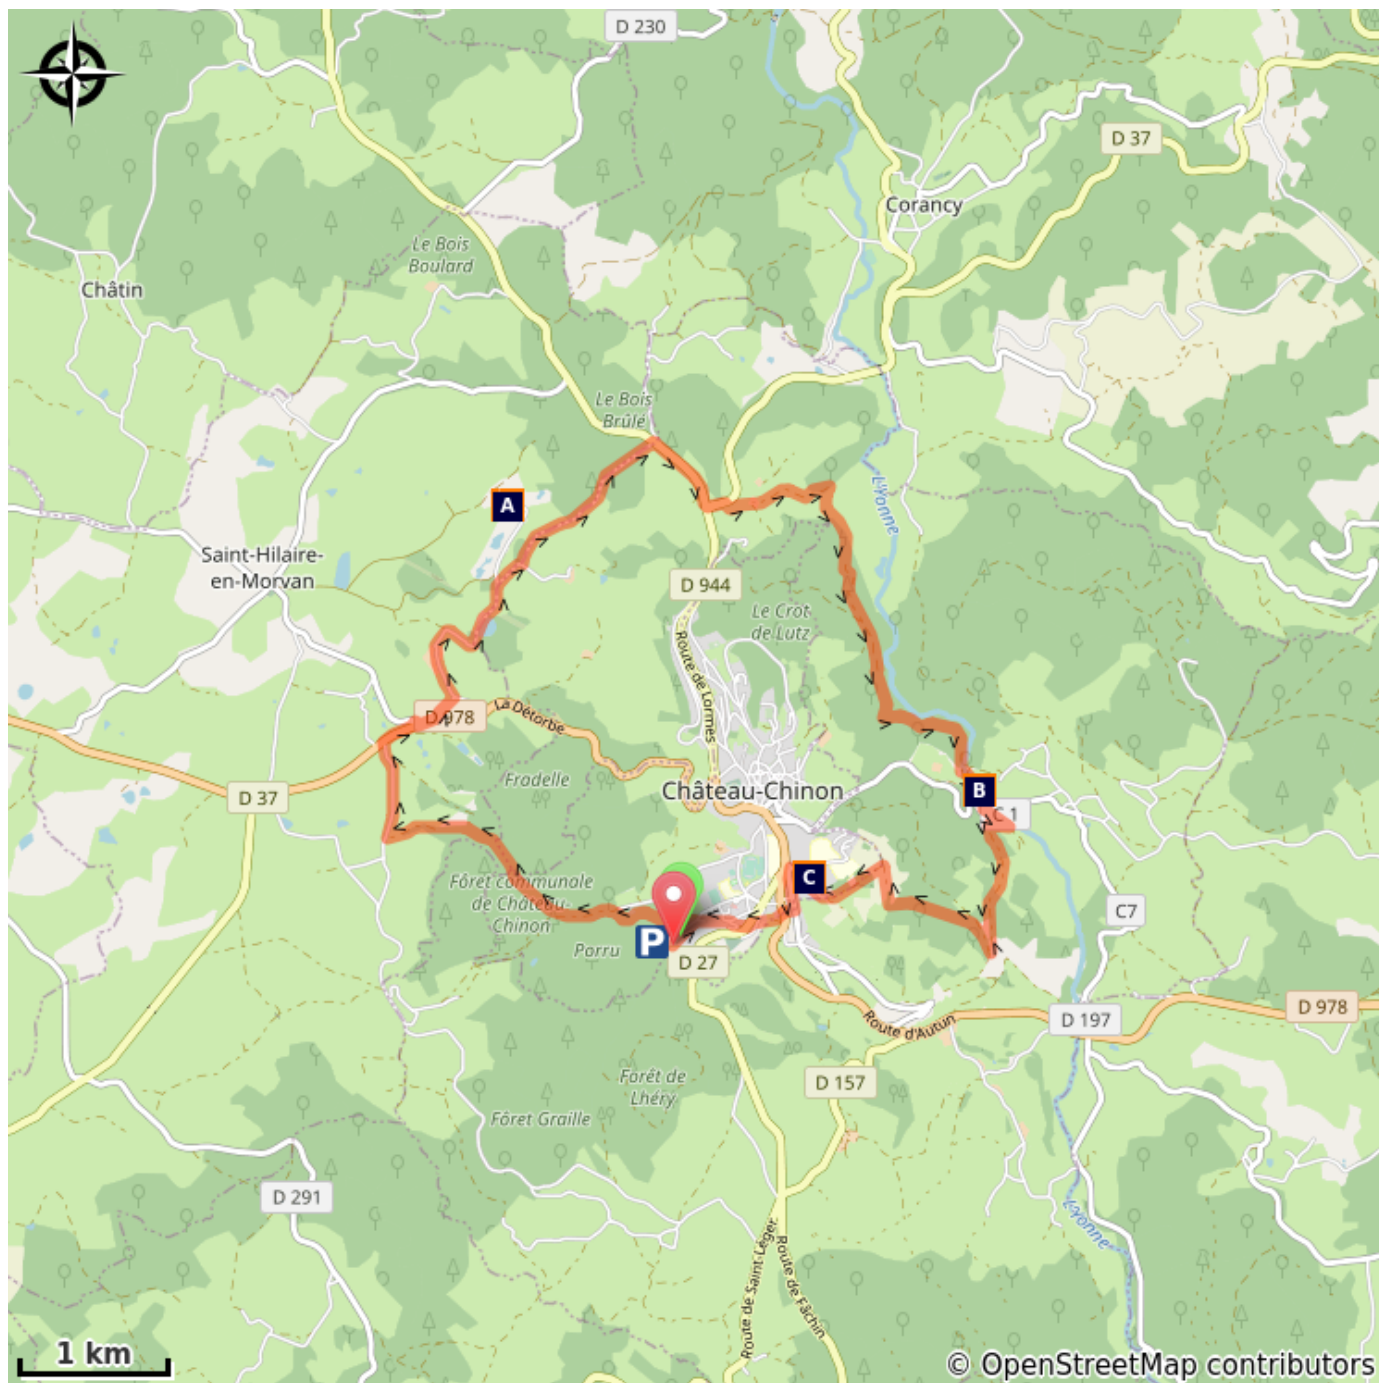 D 230
D 37
Corancy
Le Bois
Boulard
Châtin
Le Bois
Brûlé
A
L'Yonne
Saint-Hilaire-
en-Morvan
D 944
Le Crot
de Lutz
Route de Lormes
D 978
La Détorbe
Frodelle
Château-Chinon
D 37
B
C 1
C
Fôret communale
de Château-
Chinon
C7
Porru
P
D 27
D 978
D 197
Route d'Autun
Forêt de
Lhéry
D 157
Fôret Graille
D 291
L'Yonne
Route de Saint-Léger
Route de Fâchin
1 km
© OpenStreetMap contributors